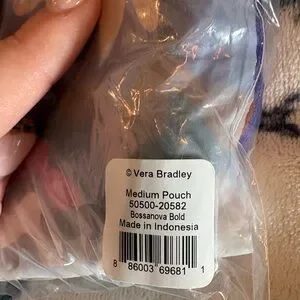 © Vera Bradley
Medium Pouch
50500-20582
Bossanova Bold
Made in Indonesia
8 86003 69681 1